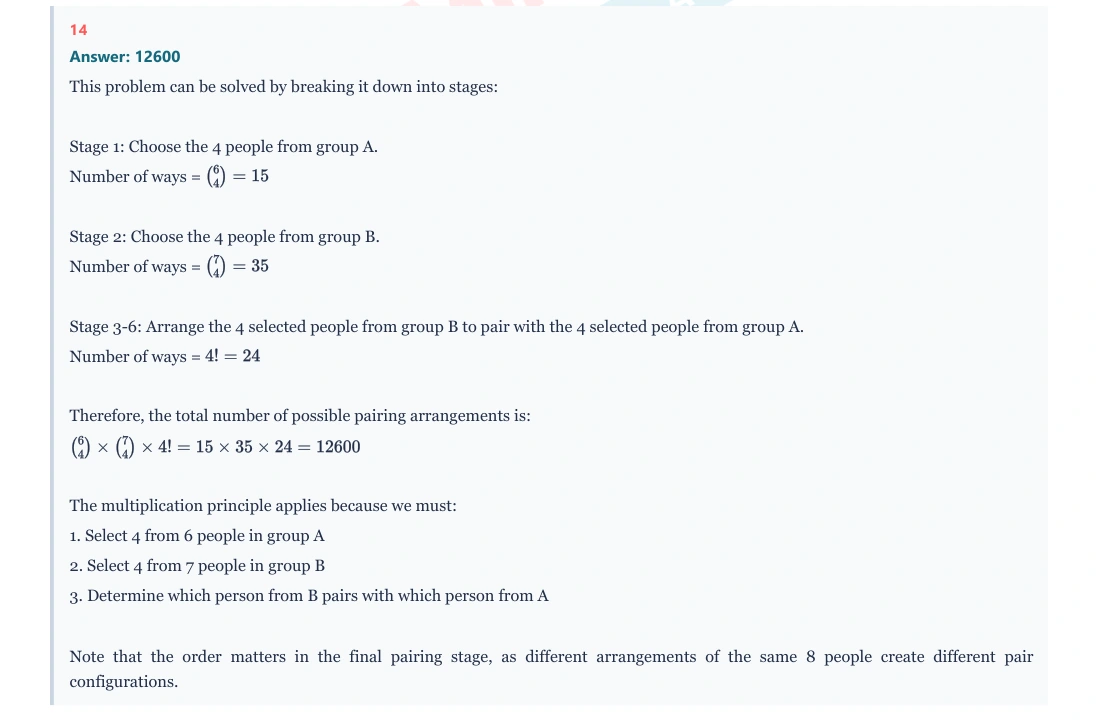 14
Answer: 12600
This problem can be solved by breaking it down into stages:
Stage 1: Choose the 4 people from group A.
Number of ways = (6 4) = 15
Stage 2: Choose the 4 people from group B.
Number of ways = (7 4) = 35
Stage 3-6: Arrange the 4 selected people from group B to pair with the 4 selected people from group A.
Number of ways = 4! = 24
Therefore, the total number of possible pairing arrangements is:
(6 4) × (7 4) × 4! = 15 × 35 × 24 = 12600
The multiplication principle applies because we must:
1. Select 4 from 6 people in group A
2. Select 4 from 7 people in group B
3. Determine which person from B pairs with which person from A
Note that the order matters in the final pairing stage, as different arrangements of the same 8 people create different pair
configurations.